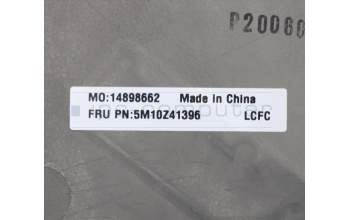 P20060
MO:14898662 Made in China
FRU PN:5M10Z41396 LCFC